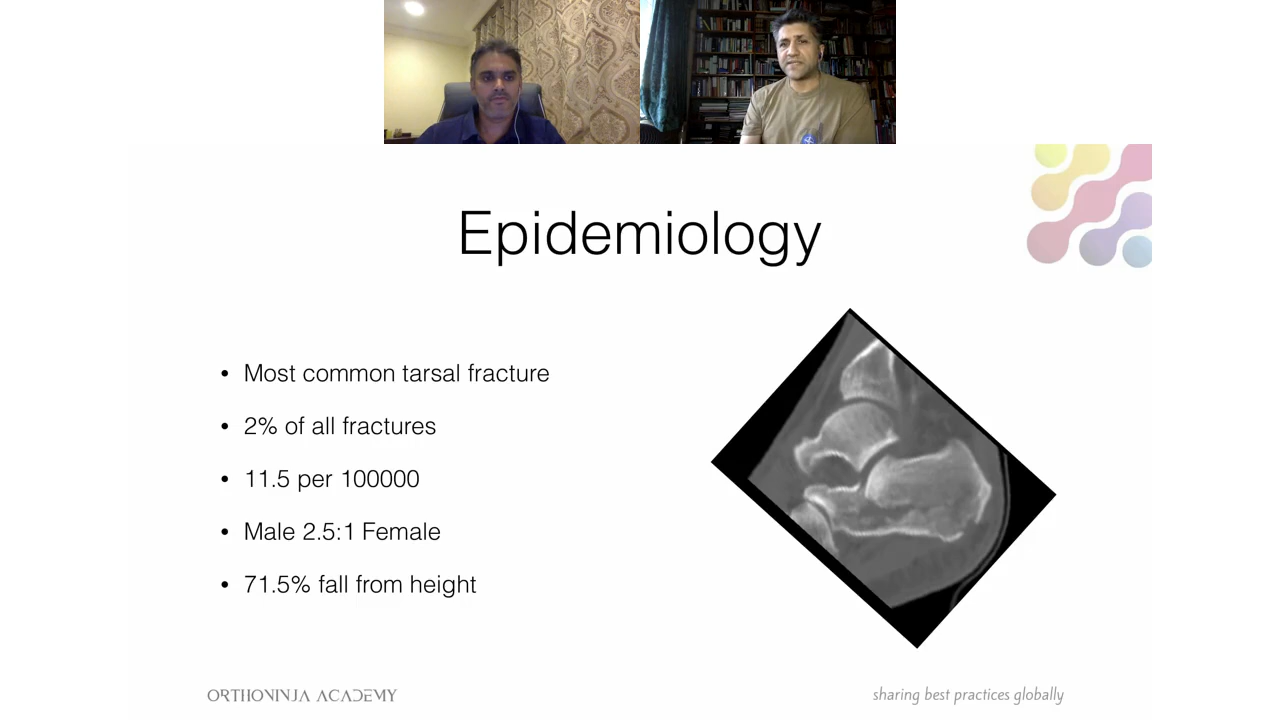 Epidemiology
• Most common tarsal fracture
• 2% of all fractures
• 11.5 per 100000
• Male 2.5:1 Female
• 71.5% fall from height
ORTHONINJA ACADEMY
sharing best practices globally